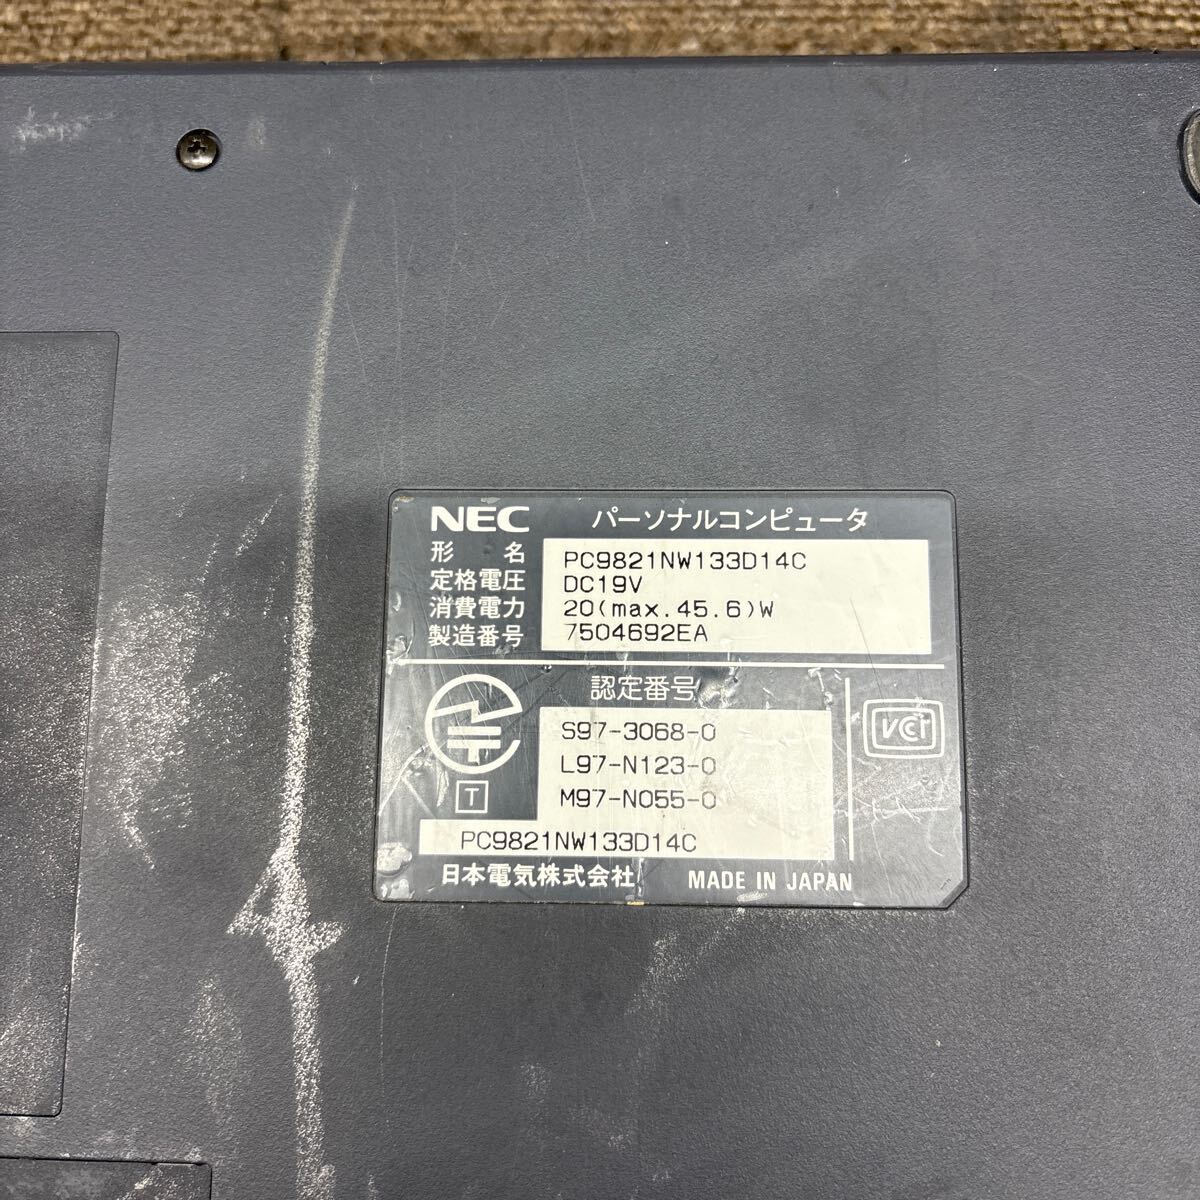 NEC パーソナルコンピュータ
形名 PC9821NW133D14C
定格電圧 DC19V
消費電力 20(max.45.6)W
製造番号 7504692EA
認定番号
S97-3068-0
L97-N123-0
M97-N055-0
T
VCCI
PC9821NW133D14C
日本電気株式会社 MADE IN JAPAN